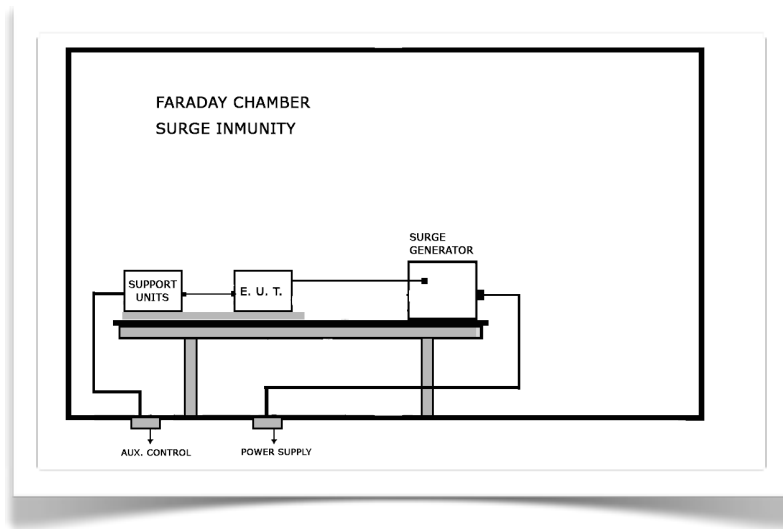 FARADAY CHAMBER
SURGE INMUNITY
SURGE
GENERATOR
SUPPORT
UNITS
E. U. T.
AUX. CONTROL
POWER SUPPLY